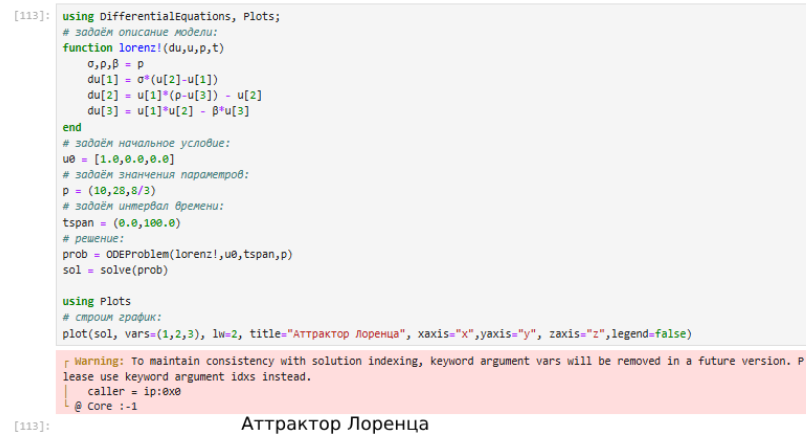 [113]: using DifferentialEquations, Plots;
# задаём описание модели:
function lorenz!(du,u,p,t)
σ,ρ,β = p
du[1] = σ*(u[2]-u[1])
du[2] = u[1]*(ρ-u[3]) - u[2]
du[3] = u[1]*u[2] - β*u[3]
end
# задаём начальное условие:
u0 = [1.0,0.0,0.0]
# задаём знанчения параметров:
p = (10,28,8/3)
# задаём интервал времени:
tspan = (0.0,100.0)
# решение:
prob = ODEProblem(lorenz!,u0,tspan,p)
sol = solve(prob)
using Plots
# строим график:
plot(sol, vars=(1,2,3), lw=2, title="Аттрактор Лоренца", xaxis="x",yaxis="y", zaxis="z",legend=false)
┌ Warning: To maintain consistency with solution indexing, keyword argument vars will be removed in a future version. P
lease use keyword argument idxs instead.
│ caller = ip:0x0
└ @ Core :-1
[113]: Аттрактор Лоренца